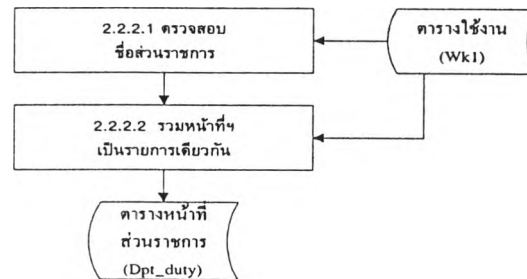 2.2.2.1 ตรวจสอบ
ชื่อส่วนราชการ
ตารางใช้งาน
(Wk1)
2.2.2.2 รวมหน้าที่ฯ
เป็นรายการเดียวกัน
ตารางหน้าที่
ส่วนราชการ
(Dpt_duty)